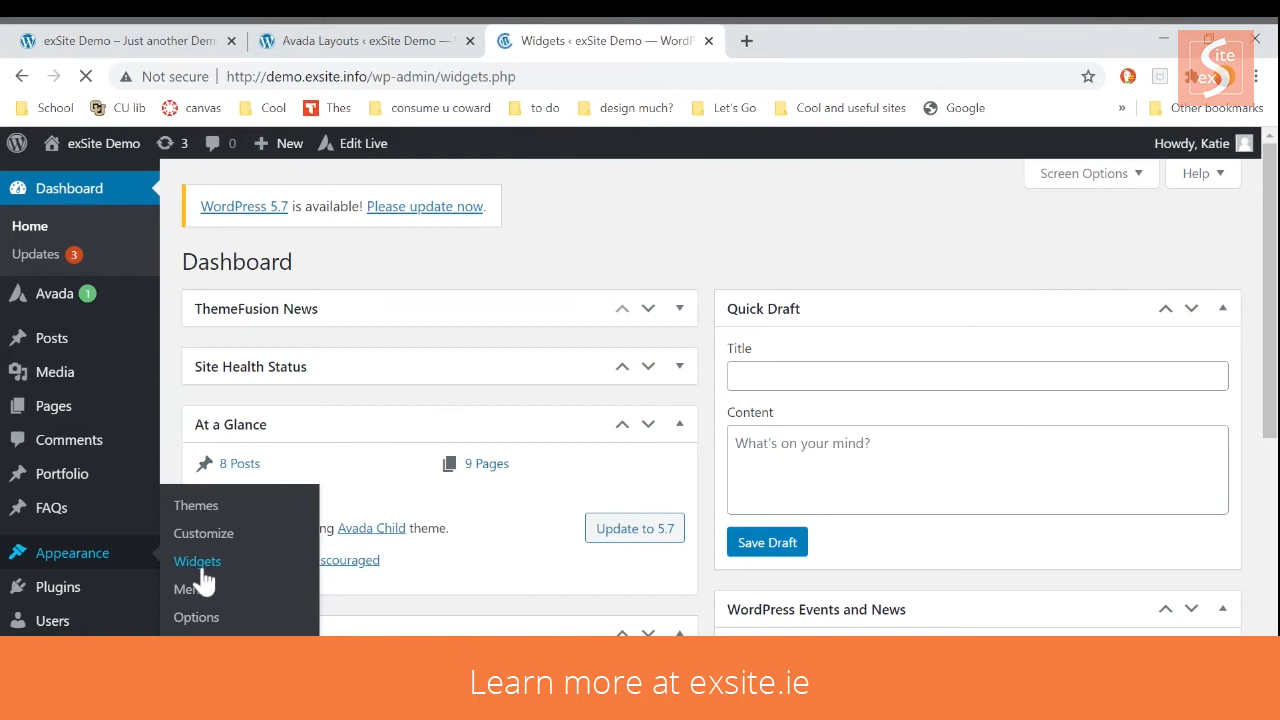 exSite Demo – Just another Dem
Avada Layouts ‹ exSite Demo —
Widgets ‹ exSite Demo — WordP
Site
ex
Not secure
http://demo.exsite.info/wp-admin/widgets.php
School
CU lib
canvas
Cool
Thes
consume u coward
to do
design much?
Let's Go
Cool and useful sites
Google
»
Other bookmarks
exSite Demo
3
0
New
Edit Live
Howdy, Katie
Dashboard
Screen Options
Help
WordPress 5.7 is available! Please update now.
Home
Updates 3
Dashboard
Avada 1
ThemeFusion News
Quick Draft
Posts
Title
Media
Site Health Status
Pages
Content
At a Glance
Comments
What's on your mind?
8 Posts
9 Pages
Portfolio
FAQs
Themes
ng Avada Child theme.
Update to 5.7
Customize
Save Draft
Appearance
Widgets
scouraged
Plugins
Me
Options
WordPress Events and News
Users
Learn more at exsite.ie